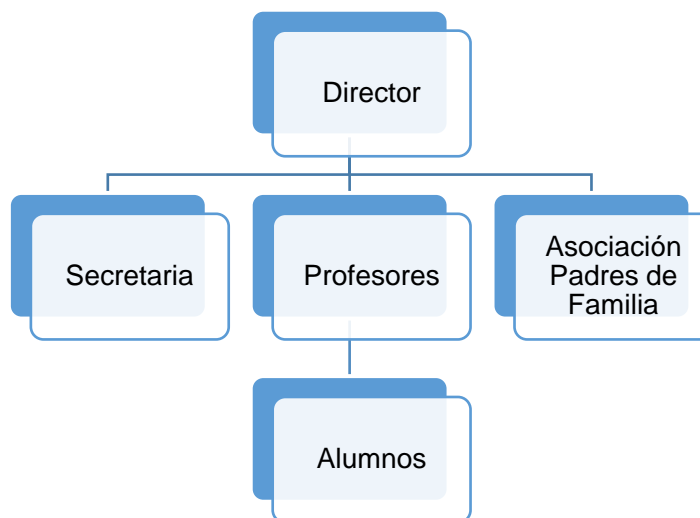 Director
Secretaria
Profesores
Asociación
Padres de
Familia
Alumnos